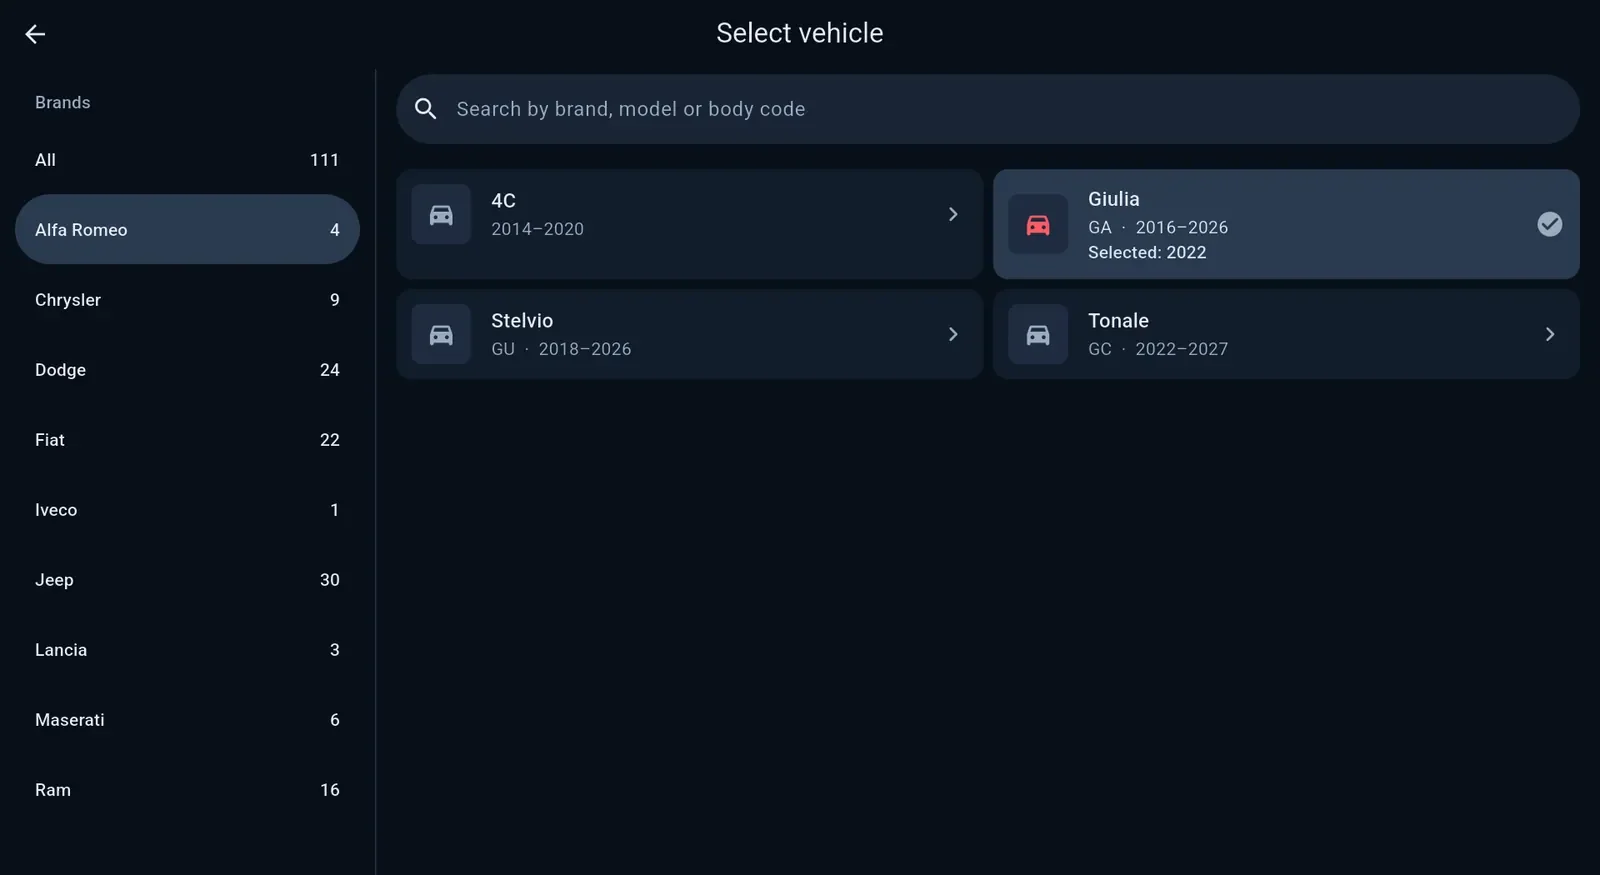 Select vehicle
Brands
All 111
Alfa Romeo 4
Chrysler 9
Dodge 24
Fiat 22
Iveco 1
Jeep 30
Lancia 3
Maserati 6
Ram 16
Search by brand, model or body code
4C
2014–2020
Giulia
GA · 2016–2026
Selected: 2022
Stelvio
GU · 2018–2026
Tonale
GC · 2022–2027